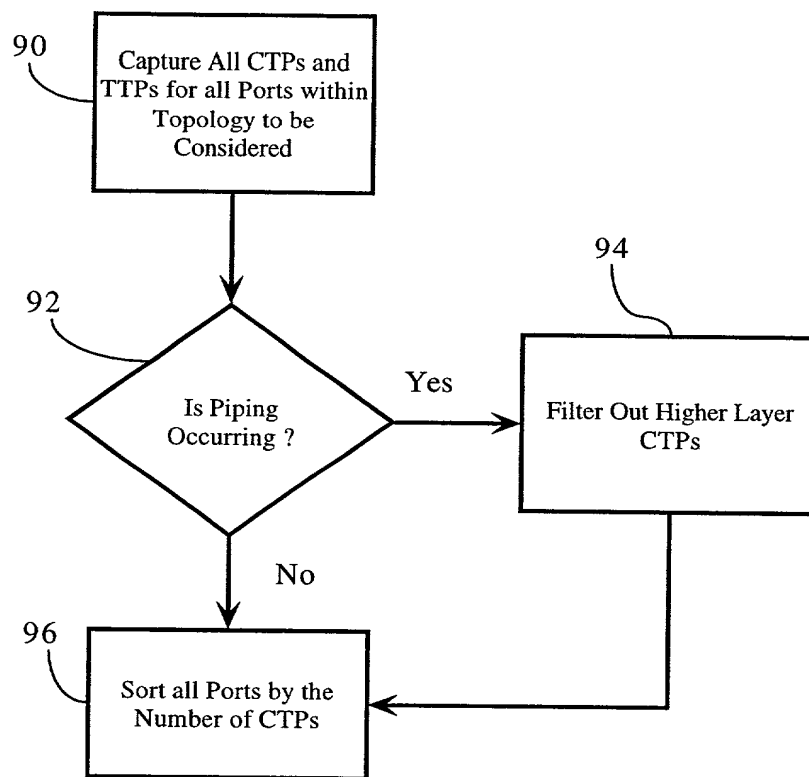 90
Capture All CTPs and
TTPs for all Ports within
Topology to be
Considered
92
Is Piping
Occurring ?
Yes
94
Filter Out Higher Layer
CTPs
No
96
Sort all Ports by the
Number of CTPs